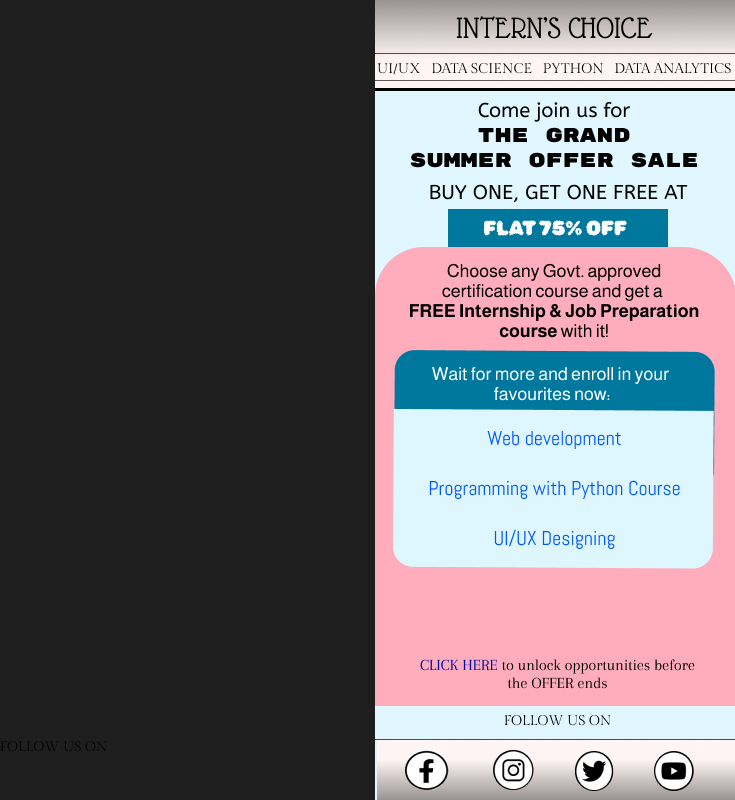 INTERN'S CHOICE
UI/UX DATA SCIENCE PYTHON DATA ANALYTICS
Come join us for
THE GRAND
SUMMER OFFER SALE
BUY ONE, GET ONE FREE AT
FLAT 75% OFF
Choose any Govt. approved
certification course and get a
FREE Internship & Job Preparation
course with it!
Wait for more and enroll in your
favourites now:
Web development
Programming with Python Course
UI/UX Designing
CLICK HERE to unlock opportunities before
the OFFER ends
FOLLOW US ON
FOLLOW US ON